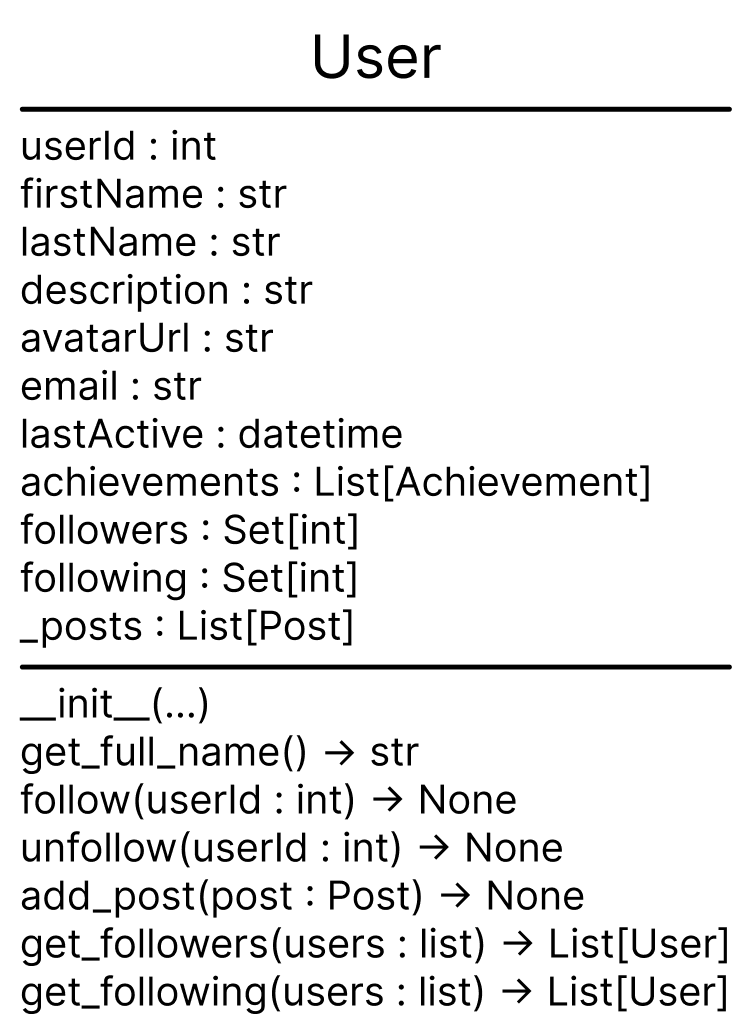 User
userId : int
firstName : str
lastName : str
description : str
avatarUrl : str
email : str
lastActive : datetime
achievements : List[Achievement]
followers : Set[int]
following : Set[int]
_posts : List[Post]
__init__(...)
get_full_name() → str
follow(userId : int) → None
unfollow(userId : int) → None
add_post(post : Post) → None
get_followers(users : list) → List[User]
get_following(users : list) → List[User]